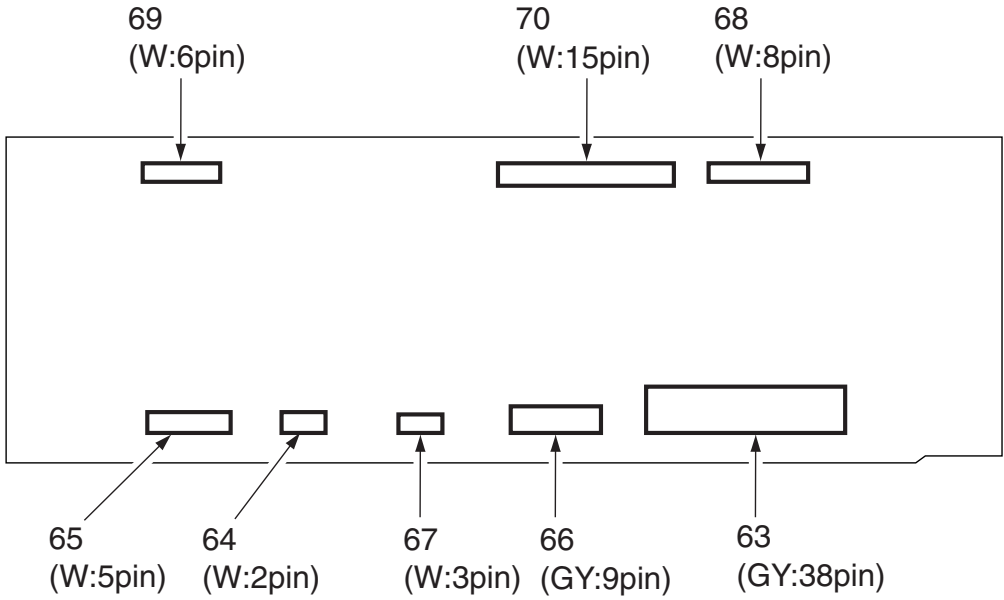 69
(W:6pin)
70
(W:15pin)
68
(W:8pin)
65
(W:5pin)
64
(W:2pin)
67
(W:3pin)
66
(GY:9pin)
63
(GY:38pin)